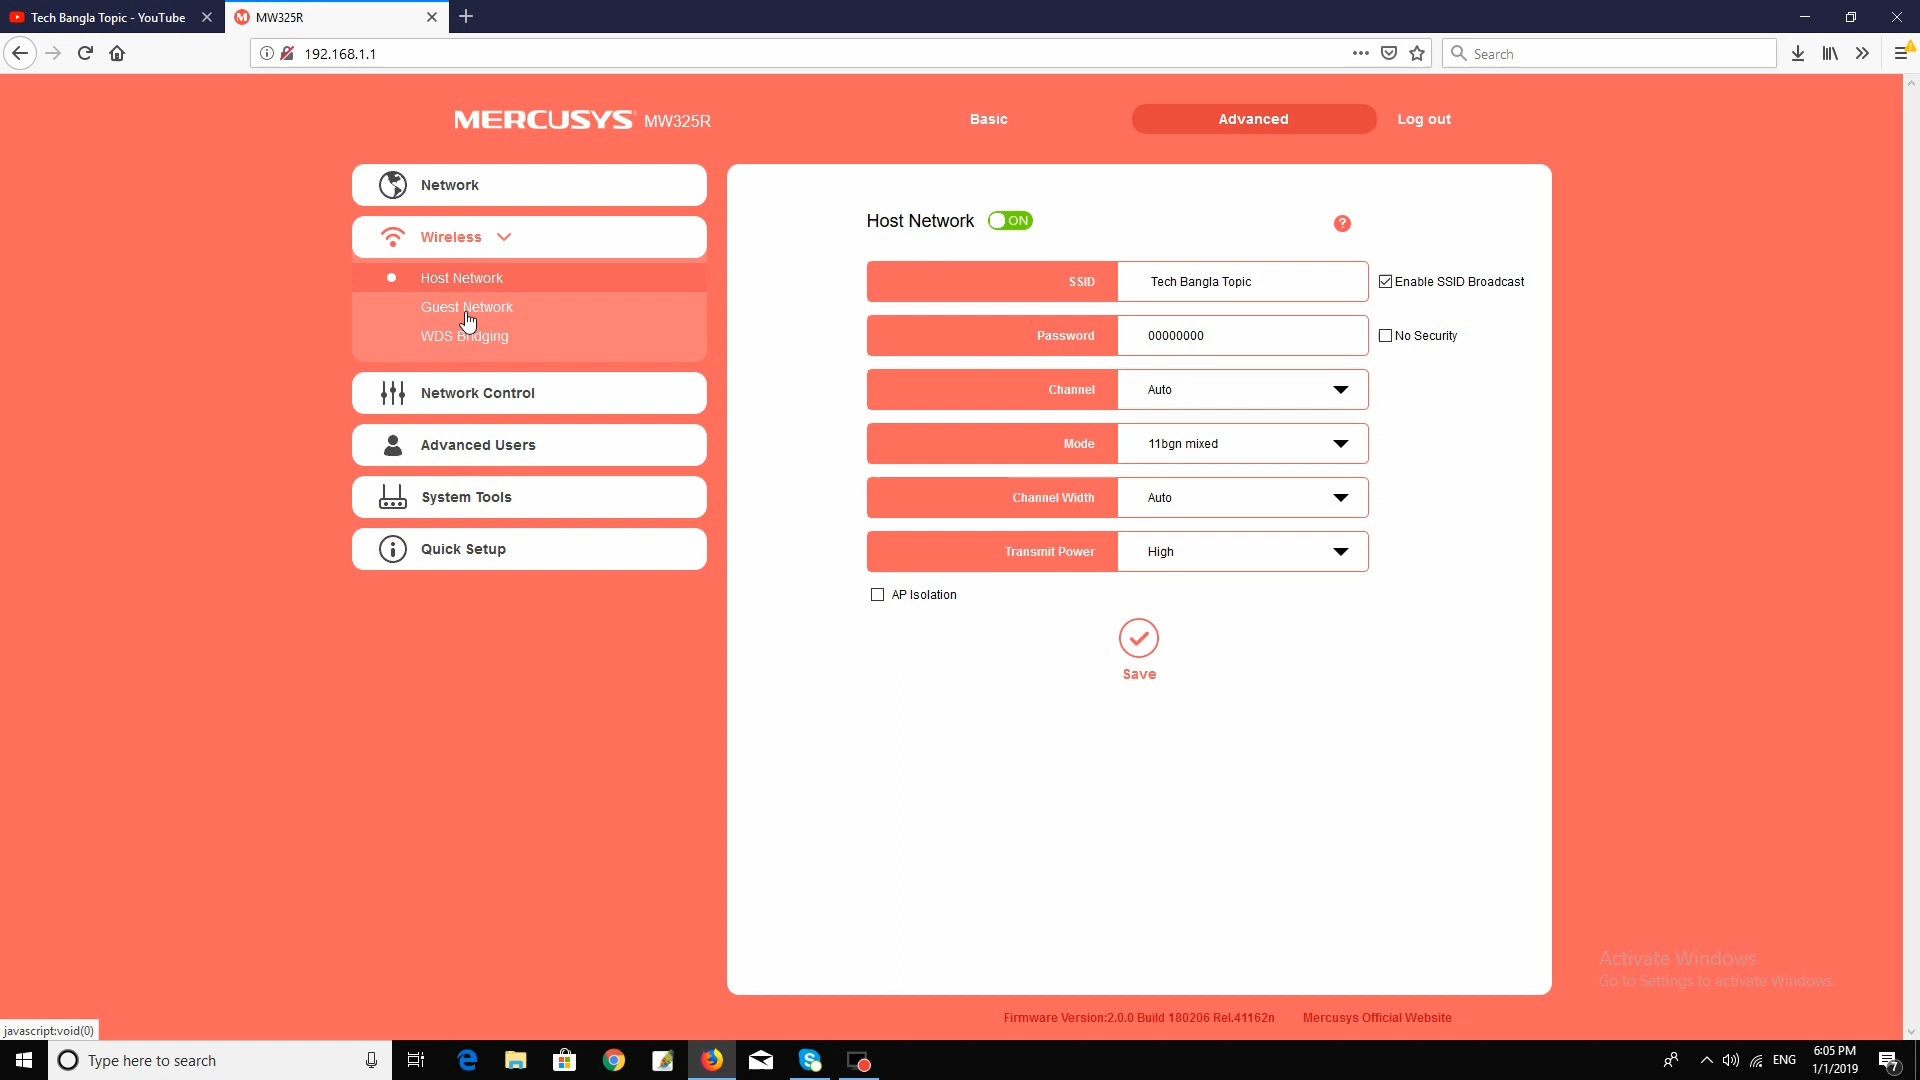 Tech Bangla Topic - YouTube
MW325R
192.168.1.1
Search
MERCUSYS MW325R
Basic
Advanced
Log out
Network
Wireless
Host Network
Guest Network
WDS Bridging
Network Control
Advanced Users
System Tools
Quick Setup
Host Network ON
?
SSID Tech Bangla Topic Enable SSID Broadcast
Password 00000000 No Security
Channel Auto
Mode 11bgn mixed
Channel Width Auto
Transmit Power High
AP Isolation
Save
Activate Windows
Go to Settings to activate Windows.
Firmware Version:2.0.0 Build 180206 Rel.41162n Mercusys Official Website
javascript:void(0)
Type here to search
ENG
6:05 PM
1/1/2019
7